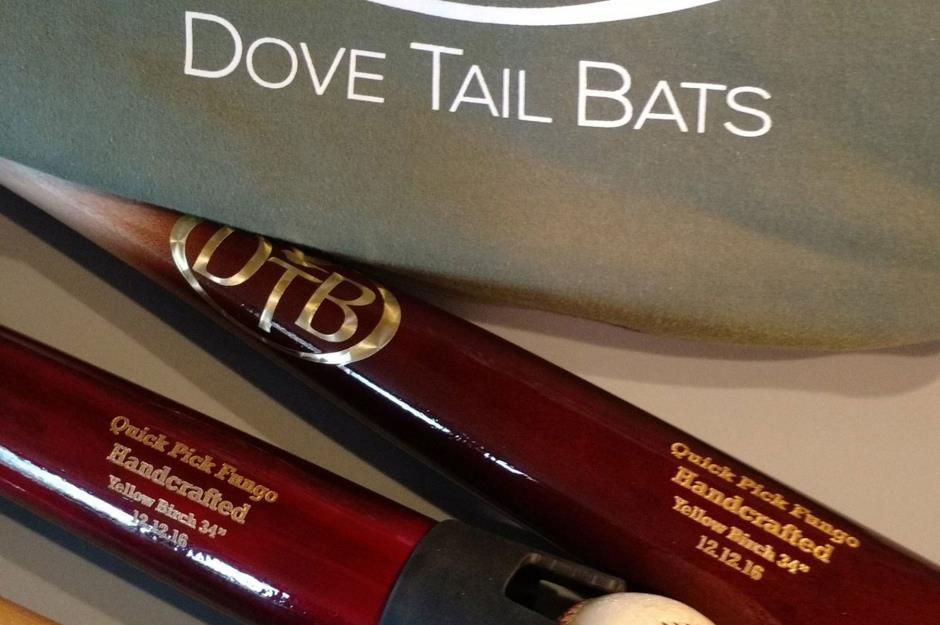 DOVE TAIL BATS
DTB
Quick Pick Fungo
Handcrafted
Yellow Birch 34"
12.12.16
Quick Pick Fungo
Handcrafted
Yellow Birch 34"
12.12.16